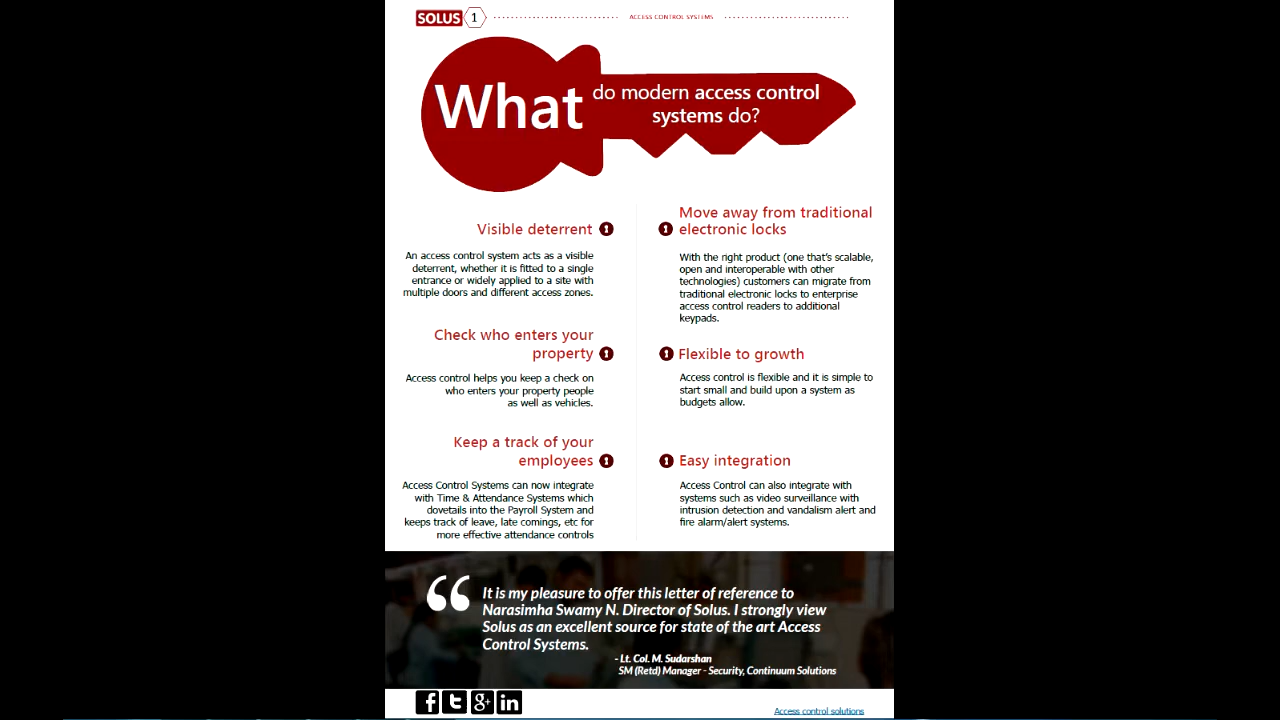 SOLUS 1 ACCESS CONTROL SYSTEMS
What do modern access control
systems do?
Visible deterrent
An access control system acts as a visible
deterrent, whether it is fitted to a single
entrance or widely applied to a site with
multiple doors and different access zones.
Check who enters your
property
Access control helps you keep a check on
who enters your property people
as well as vehicles.
Keep a track of your
employees
Access Control Systems can now integrate
with Time & Attendance Systems which
dovetails into the Payroll System and
keeps track of leave, late comings, etc for
more effective attendance controls
Move away from traditional
electronic locks
With the right product (one that's scalable,
open and interoperable with other
technologies) customers can migrate from
traditional electronic locks to enterprise
access control readers to additional
keypads.
Flexible to growth
Access control is flexible and it is simple to
start small and build upon a system as
budgets allow.
Easy integration
Access Control can also integrate with
systems such as video surveillance with
intrusion detection and vandalism alert and
fire alarm/alert systems.
“ It is my pleasure to offer this letter of reference to
Narasimha Swamy N. Director of Solus. I strongly view
Solus as an excellent source for state of the art Access
Control Systems.
- Lt. Col. M. Sudarshan
SM (Retd) Manager - Security, Continuum Solutions
f t g+ in
Access control solutions